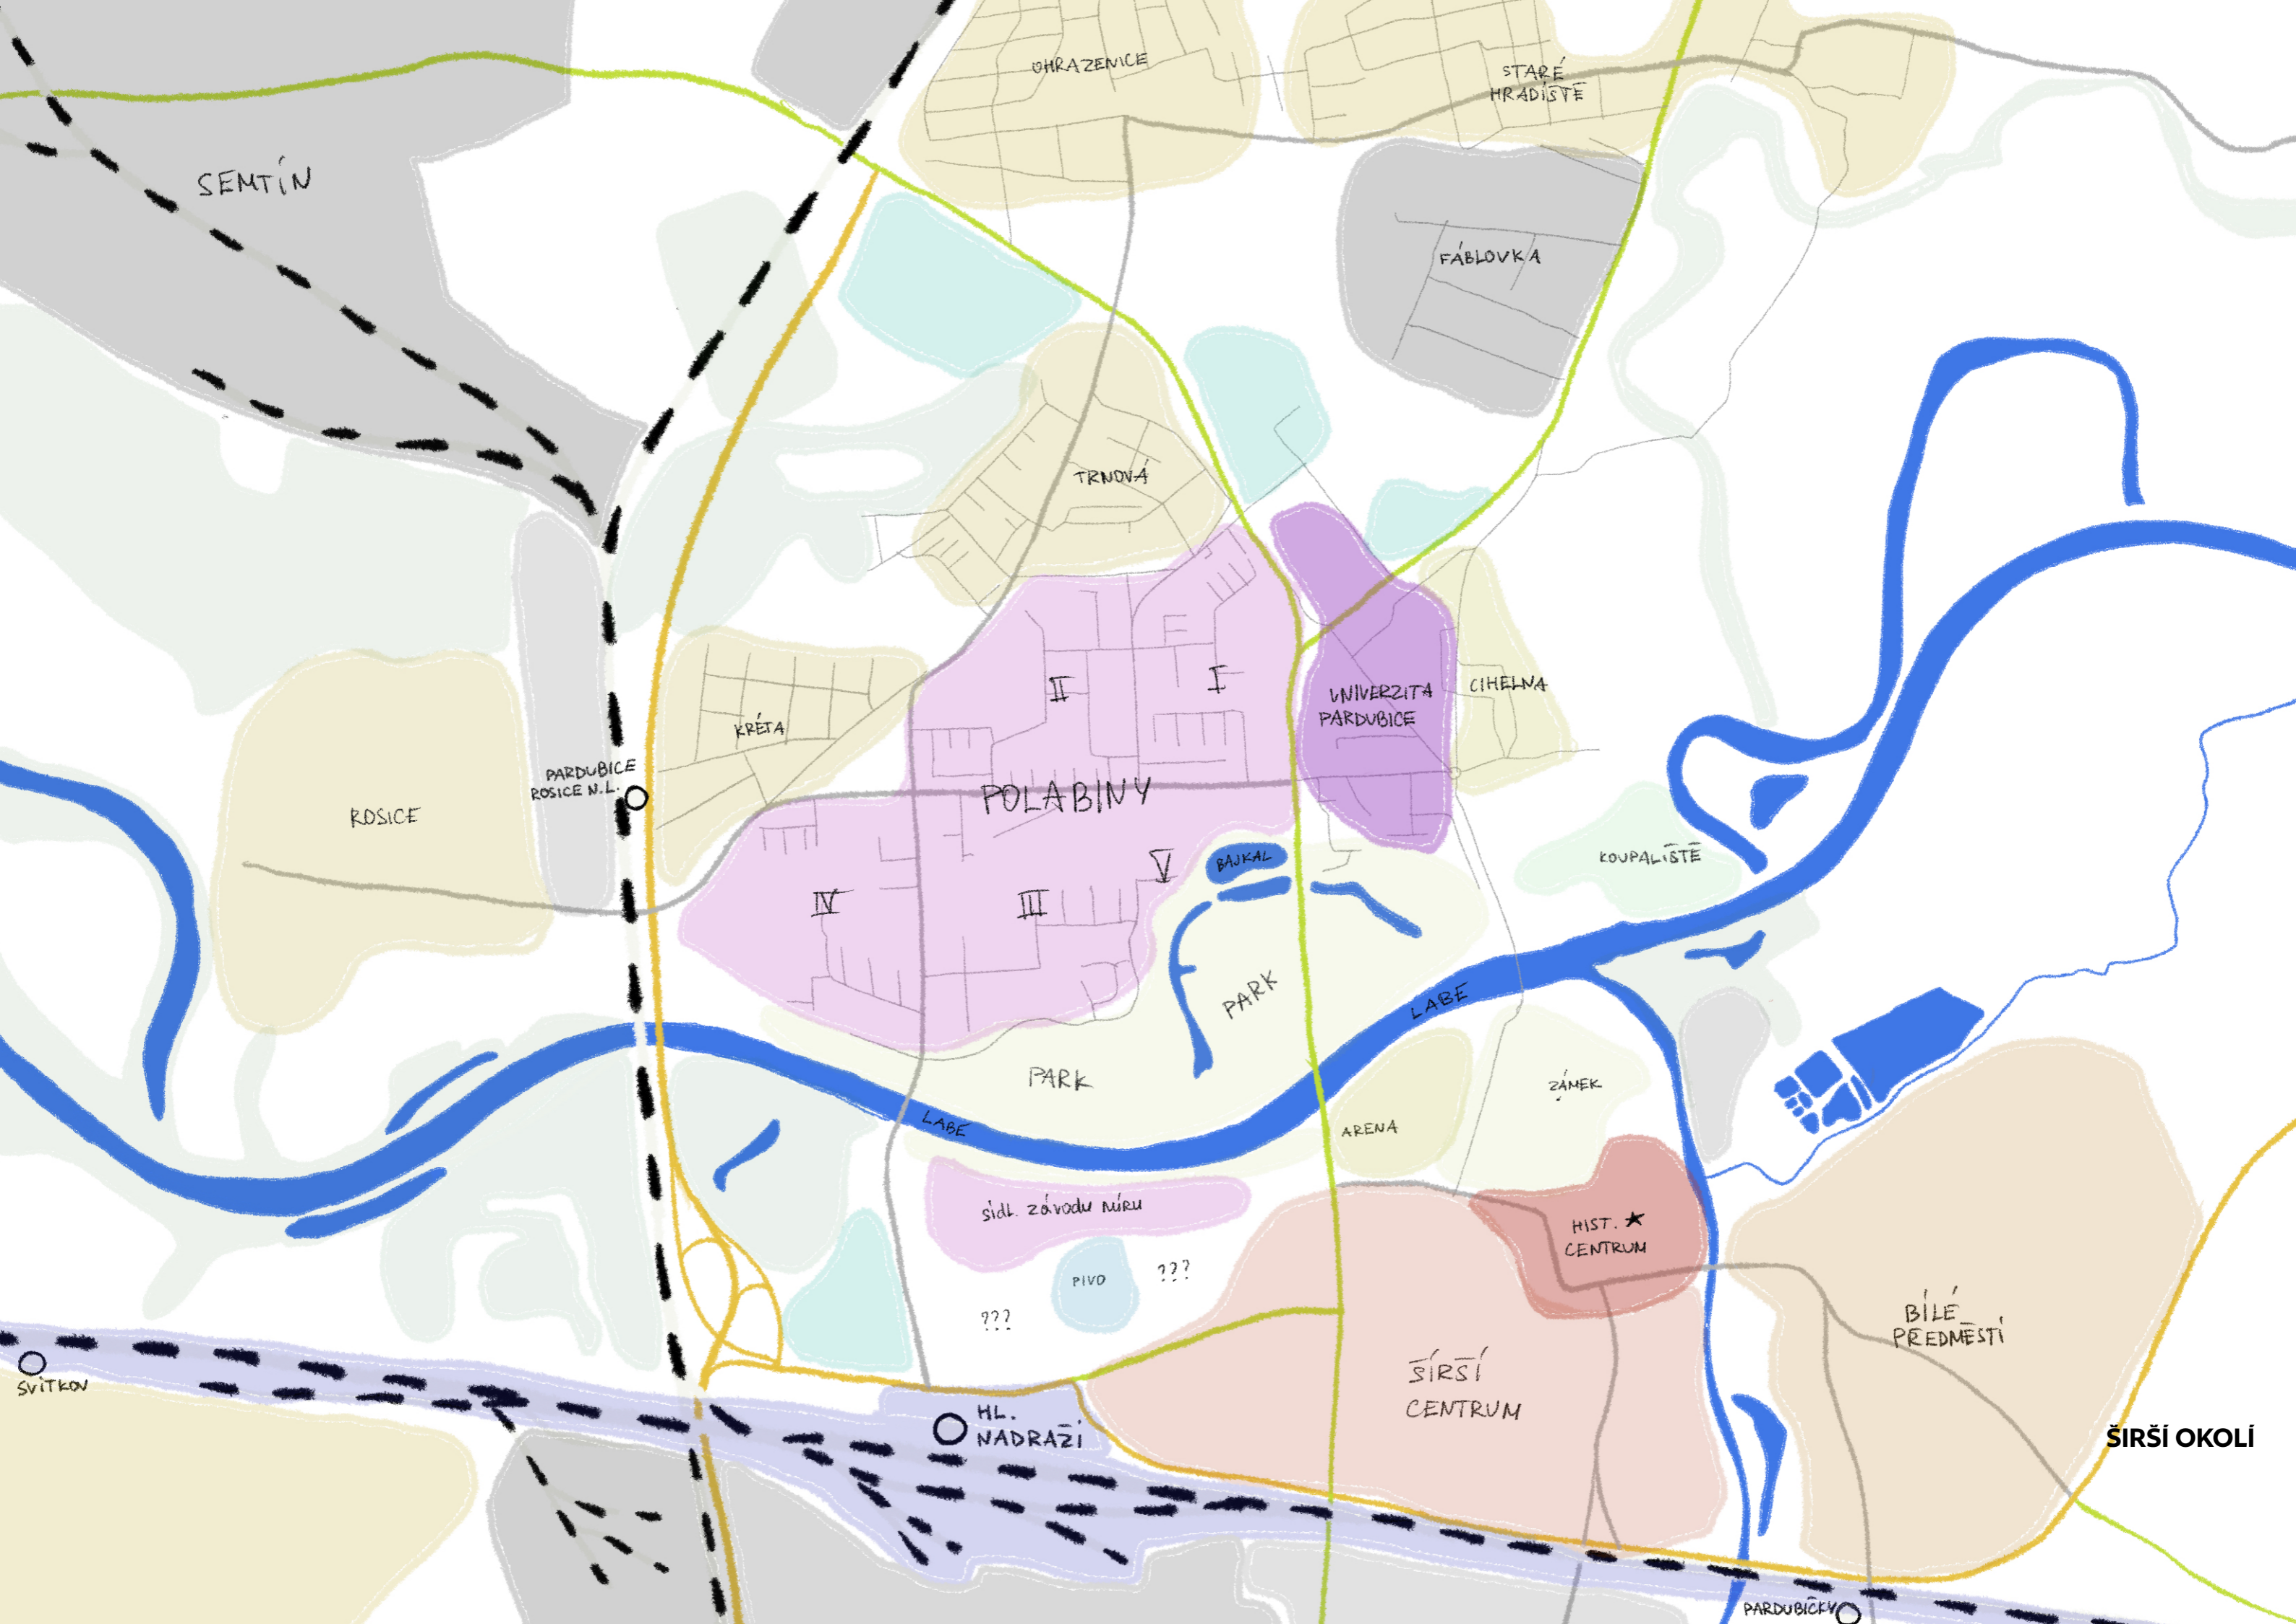 OHRAZENICE
STARÉ
HRADIŠTĚ
SEMTÍN
FÁBLOVKA
TRNOVÁ
II
I
UNIVERZITA
PARDUBICE
CIHELNA
KRÉTA
PARDUBICE
ROSICE N.L.
POLABINY
ROSICE
BAJKAL
KOUPALIŠTĚ
V
IV
III
PARK
LABE
PARK
ZÁMEK
LABE
ARENA
sídl. závodu míru
HIST. ★
CENTRUM
PIVO
???
???
BÍLÉ
PŘEDMĚSTÍ
ŠIRŠÍ
CENTRUM
SVÍTKOV
HL.
NÁDRAŽÍ
ŠIRŠÍ OKOLÍ
PARDUBIČKY